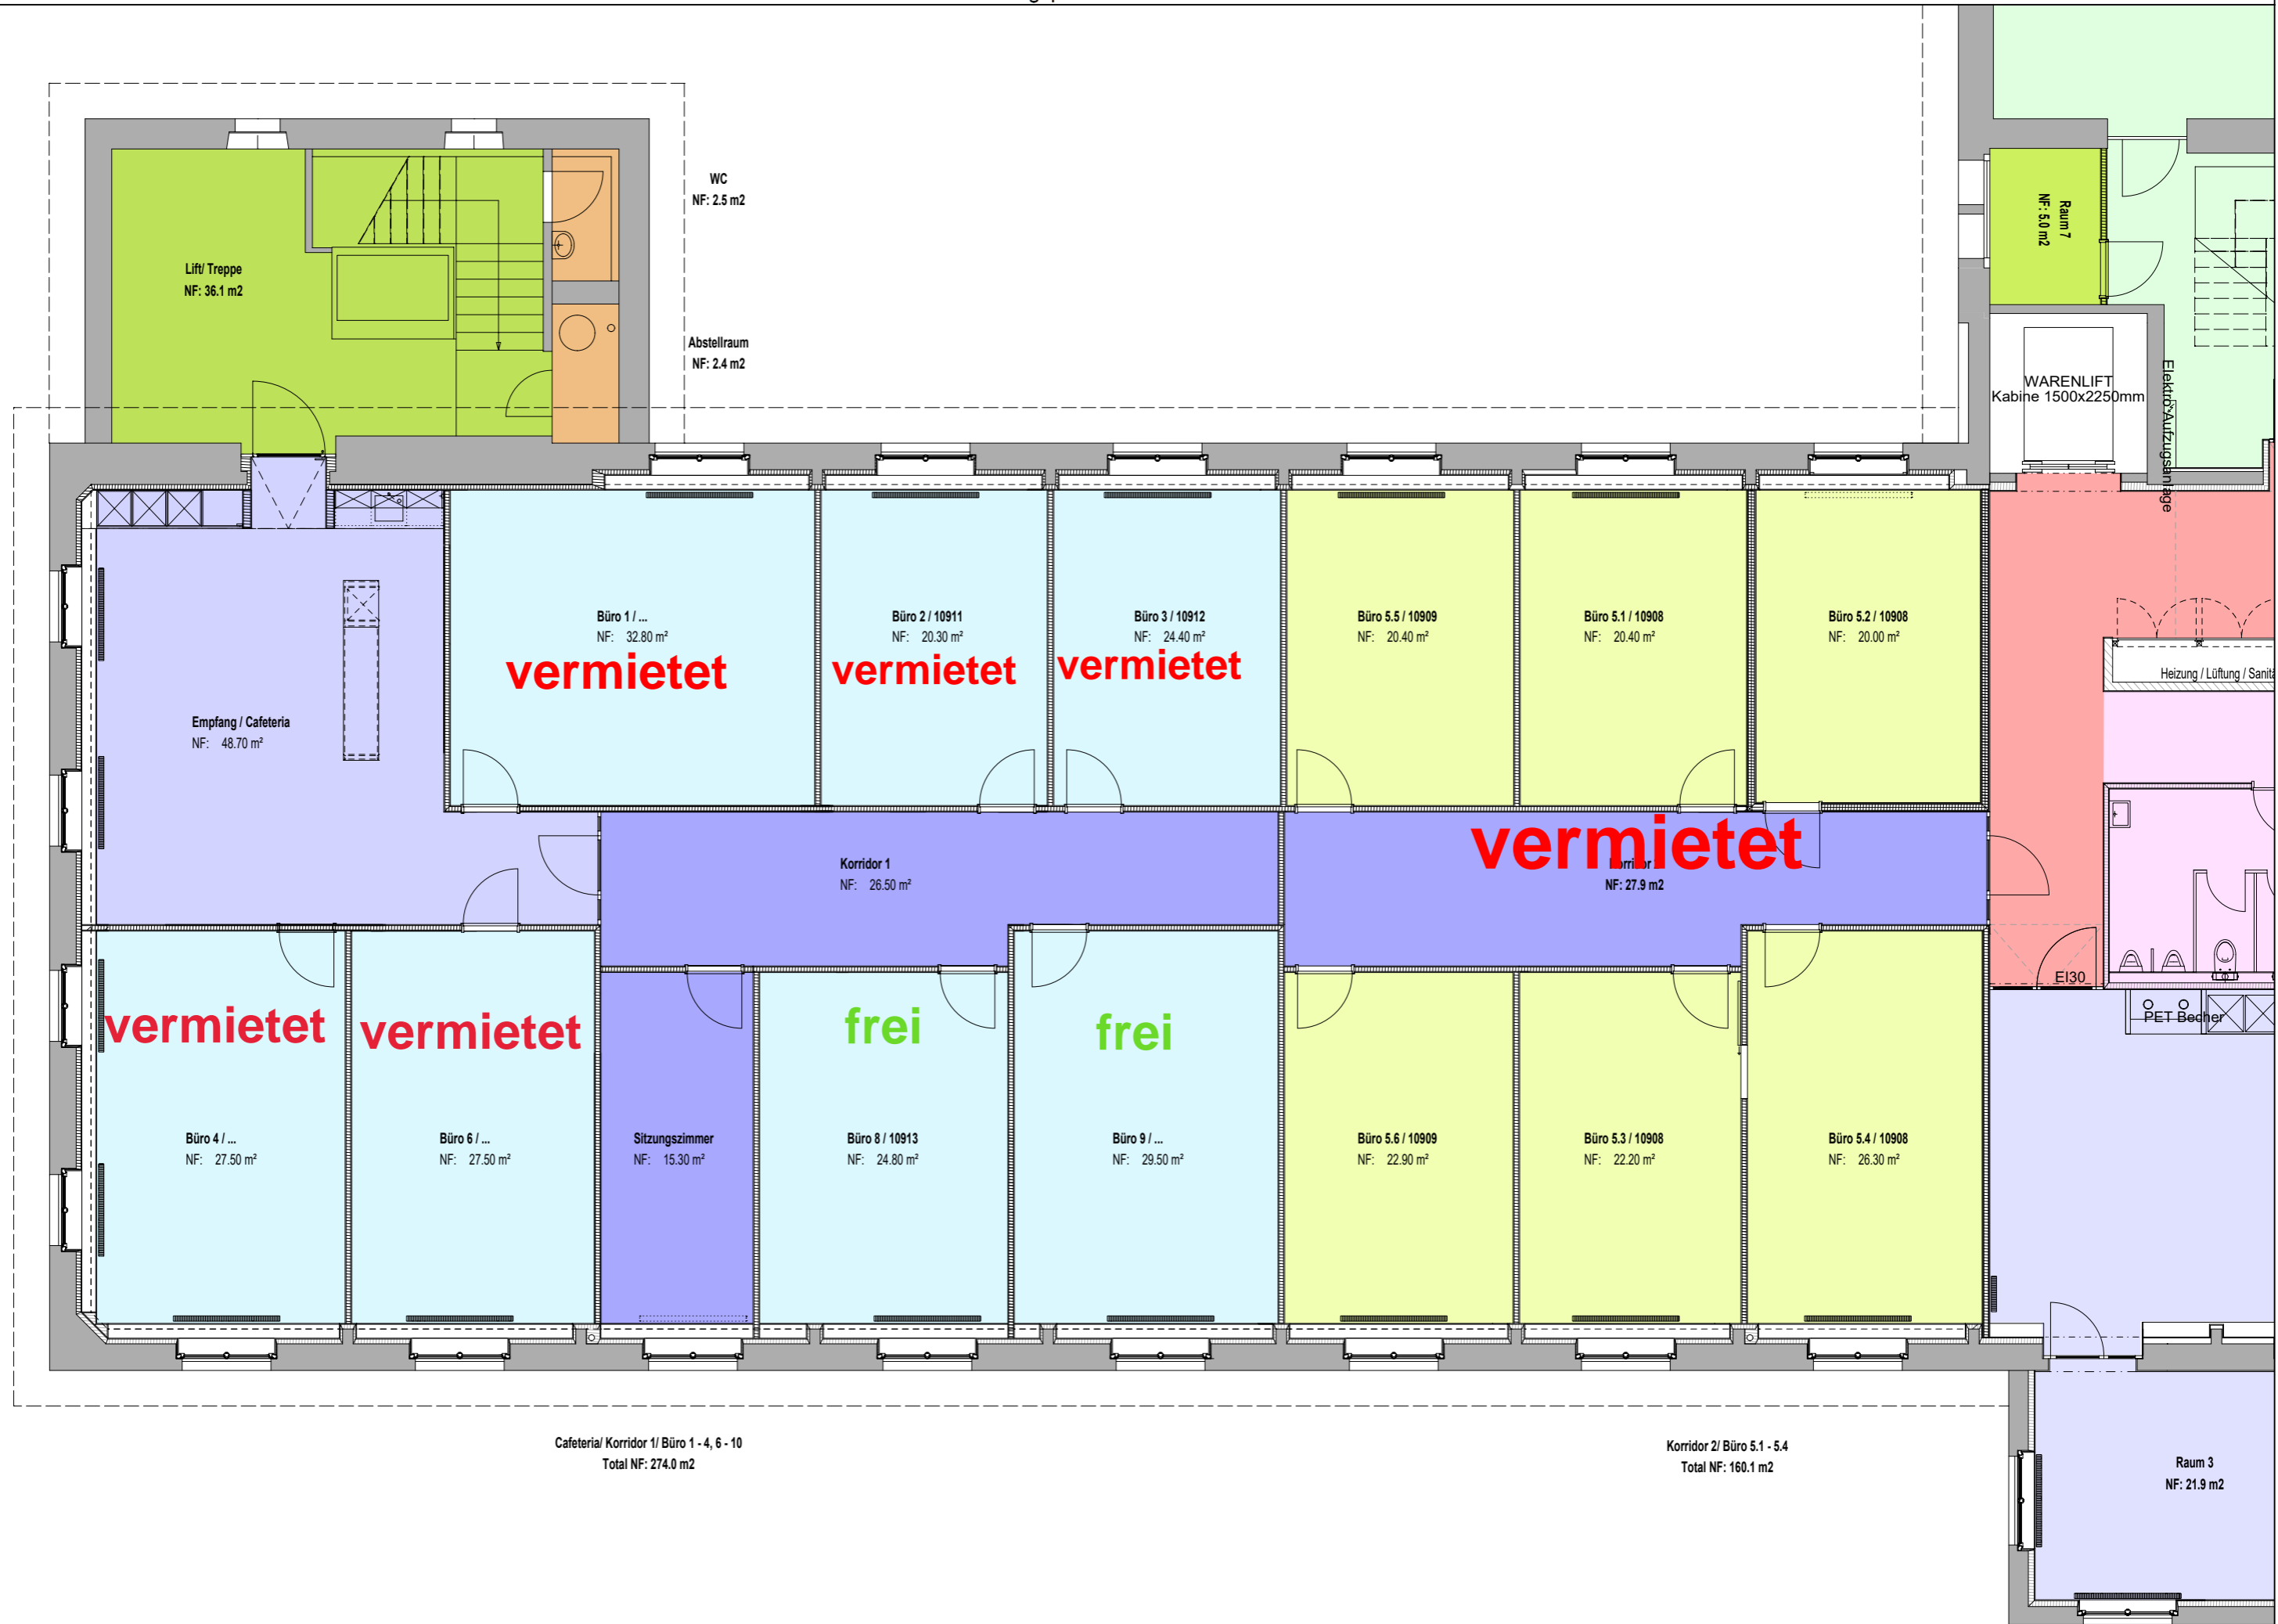 WC
NF: 2.5 m2
Raum 7
NF: 5.0 m2
Lift/ Treppe
NF: 36.1 m2
Abstellraum
NF: 2.4 m2
WARENLIFT
Kabine 1500x2250mm
Elektro-Aufzugsanlage
Büro 1 / ...
NF: 32.80 m²
vermietet
Büro 2 / 10911
NF: 20.30 m²
vermietet
Büro 3 / 10912
NF: 24.40 m²
vermietet
Büro 5.5 / 10909
NF: 20.40 m²
Büro 5.1 / 10908
NF: 20.40 m²
Büro 5.2 / 10908
NF: 20.00 m²
Heizung / Lüftung / Sanitä
Empfang / Cafeteria
NF: 48.70 m²
Korridor 1
NF: 26.50 m²
vermietet
Korridor
NF: 27.9 m2
EI30
PET Becher
vermietet
vermietet
frei
frei
Büro 4 / ...
NF: 27.50 m²
Büro 6 / ...
NF: 27.50 m²
Sitzungszimmer
NF: 15.30 m²
Büro 8 / 10913
NF: 24.80 m²
Büro 9 / ...
NF: 29.50 m²
Büro 5.6 / 10909
NF: 22.90 m²
Büro 5.3 / 10908
NF: 22.20 m²
Büro 5.4 / 10908
NF: 26.30 m²
Cafeteria/ Korridor 1/ Büro 1 - 4, 6 - 10
Total NF: 274.0 m2
Korridor 2/ Büro 5.1 - 5.4
Total NF: 160.1 m2
Raum 3
NF: 21.9 m2